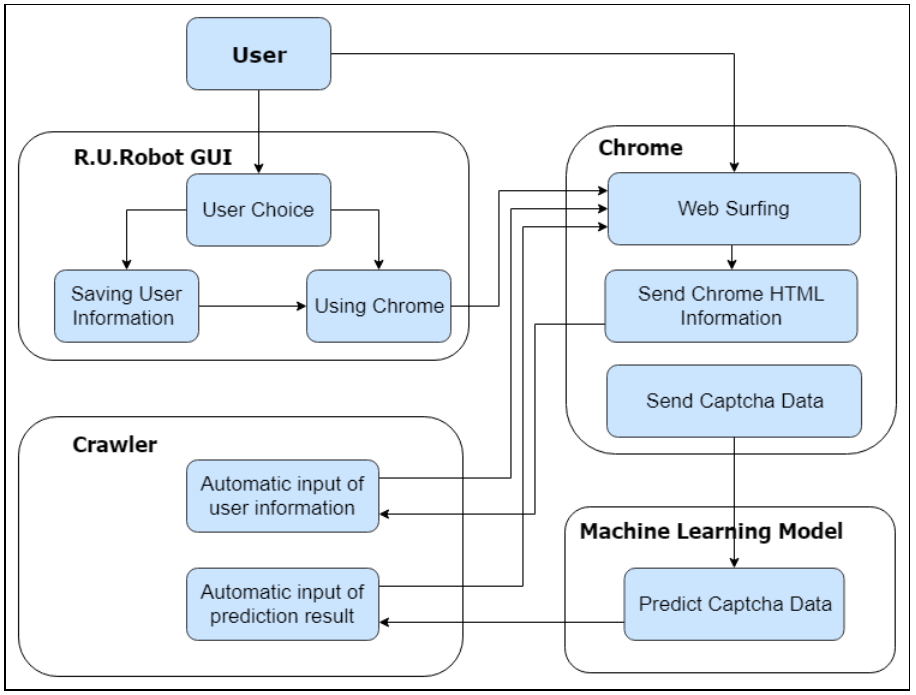 User
R.U.Robot GUI
User Choice
Saving User
Information
Using Chrome
Chrome
Web Surfing
Send Chrome HTML
Information
Send Captcha Data
Crawler
Automatic input of
user information
Automatic input of
prediction result
Machine Learning Model
Predict Captcha Data